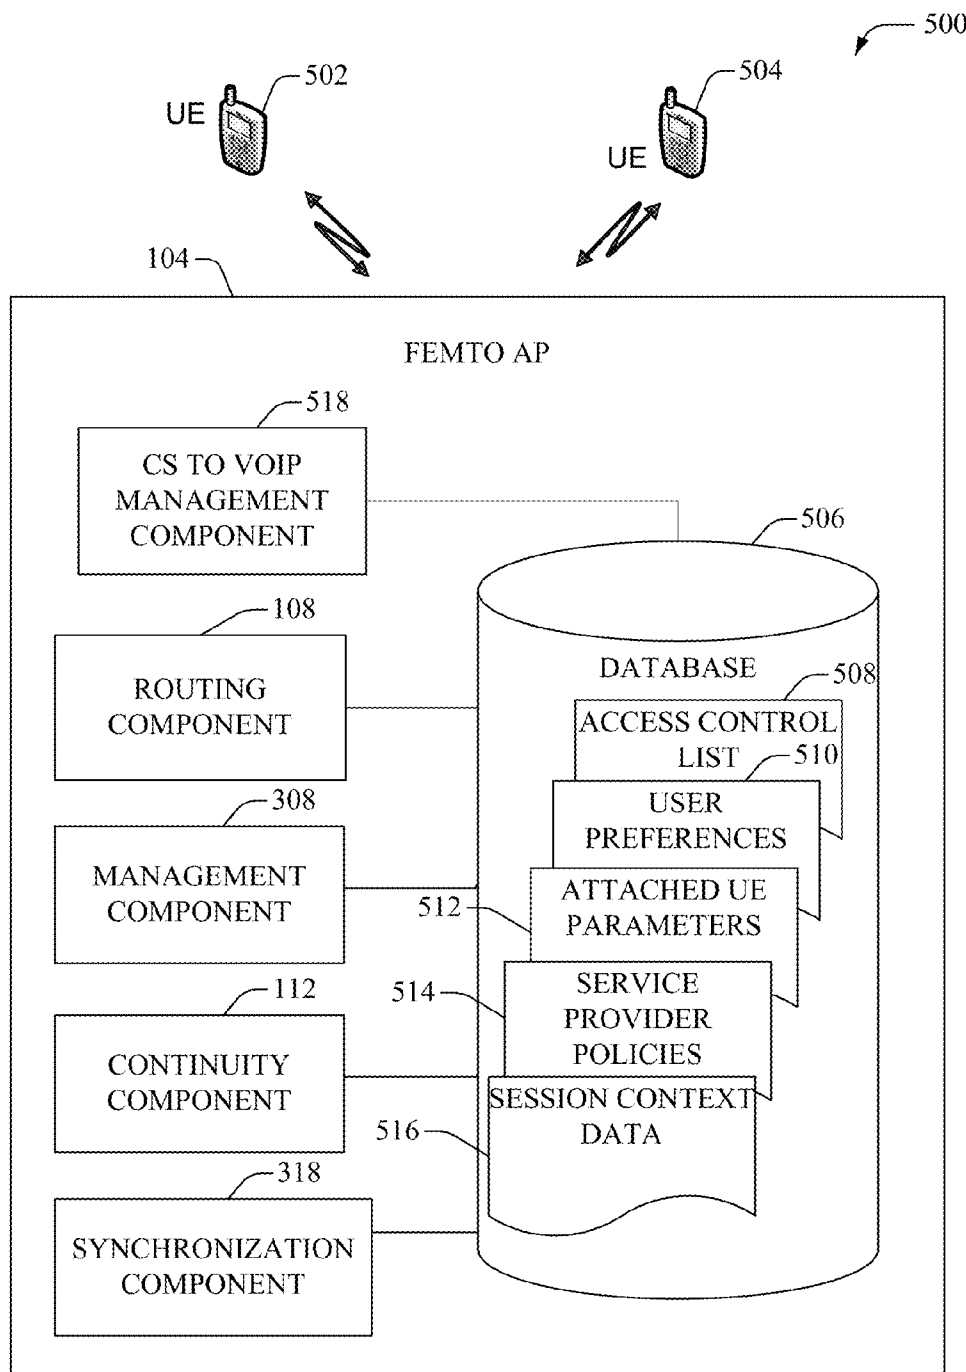 500
502
504
UE
UE
104
FEMTO AP
518
CS TO VOIP
MANAGEMENT
COMPONENT
506
108
ROUTING
COMPONENT
DATABASE
508
ACCESS CONTROL
LIST
510
USER
PREFERENCES
308
MANAGEMENT
COMPONENT
512
ATTACHED UE
PARAMETERS
112
CONTINUITY
COMPONENT
514
SERVICE
PROVIDER
POLICIES
516
SESSION CONTEXT
DATA
318
SYNCHRONIZATION
COMPONENT